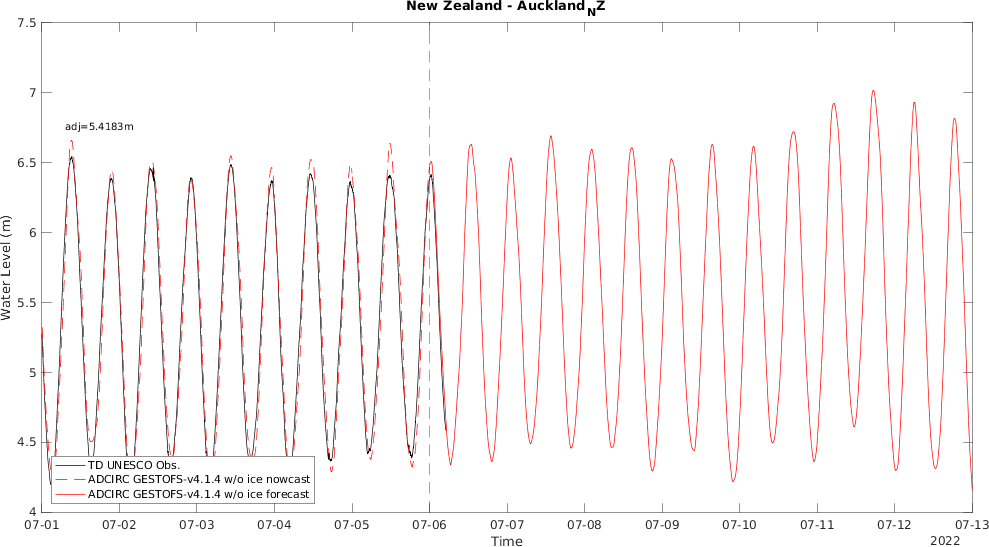 New Zealand - Auckland_NZ
7.5
7
adj=5.4183m
6.5
6
Water Level (m)
5.5
5
4.5
TD UNESCO Obs.
ADCIRC GESTOFS-v4.1.4 w/o ice nowcast
ADCIRC GESTOFS-v4.1.4 w/o ice forecast
4
07-01 07-02 07-03 07-04 07-05 07-06 07-07 07-08 07-09 07-10 07-11 07-12 07-13
Time
2022